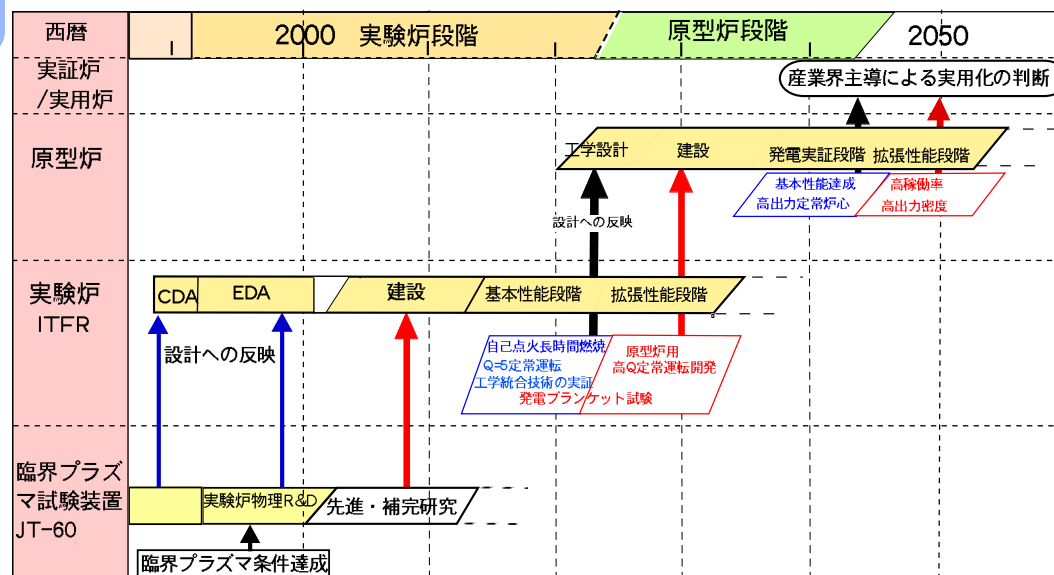 西暦
2000
実験炉段階
原型炉段階
2050
実証炉
/実用炉
産業界主導による実用化の判断
原型炉
工学設計
建設
発電実証段階
拡張性能段階
基本性能達成
高出力定常炉心
高稼働率
高出力密度
設計への反映
実験炉
ITFR
CDA
EDA
建設
基本性能段階
拡張性能段階
設計への反映
自己点火長時間燃焼
Q=5定常運転
工学統合技術の実証
原型炉用
高Q定常運転開発
発電ブランケット試験
臨界プラズ
マ試験装置
JT-60
実験炉物理R&D
先進・補完研究
臨界プラズマ条件達成